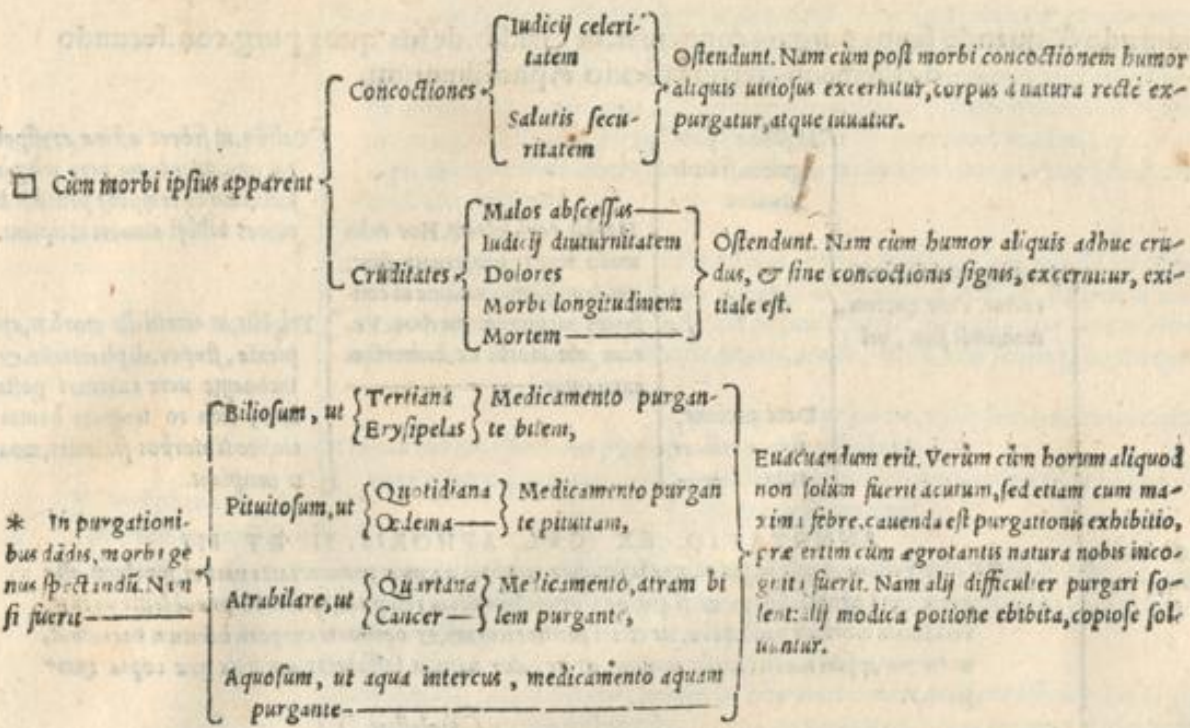 Iudicij celeri-
tatem
Salutis secu-
ritatem
Concoctiones
Ostendunt. Nam cùm post morbi concoctionem humor
aliquis uitiosus excernitur, corpus à natura recte ex-
purgatur, atque iuuatur.
□ Cùm morbi ipsius apparent
Malos abscessus
Iudicij diuturnitatem
Cruditates
Dolores
Morbi longitudinem
Mortem
Ostendunt. Nam cùm humor aliquis adhuc cru-
dus, & sine concoctionis signis, excernitur, exi-
tiale est.
* In purgationi-
bus dādis, morbi ge
nus spectandū. Nan
si fuerit
Biliosum, ut
Tertiana
Erysipelas
Medicamento purgan-
te bilem,
Pituitosum, ut
Quotidiana
Oedema
Medicamento purgan
te pituitam,
Atrabilare, ut
Quartana
Cancer
Medicamento, atram bi
lem purgante,
Aquosum, ut aqua intercus, medicamento aquam
purgante
Euacuandum erit. Verùm cùm horum aliquod
non solùm fuerit acutum, sed etiam cum ma-
xima febre, cauenda est purgationis exhibitio,
præsertim cùm ægrotantis natura nobis inco-
gnita fuerit. Nam alij difficulter purgari so-
lent: alij modica potione ebibita, copiose sol-
uuntur.